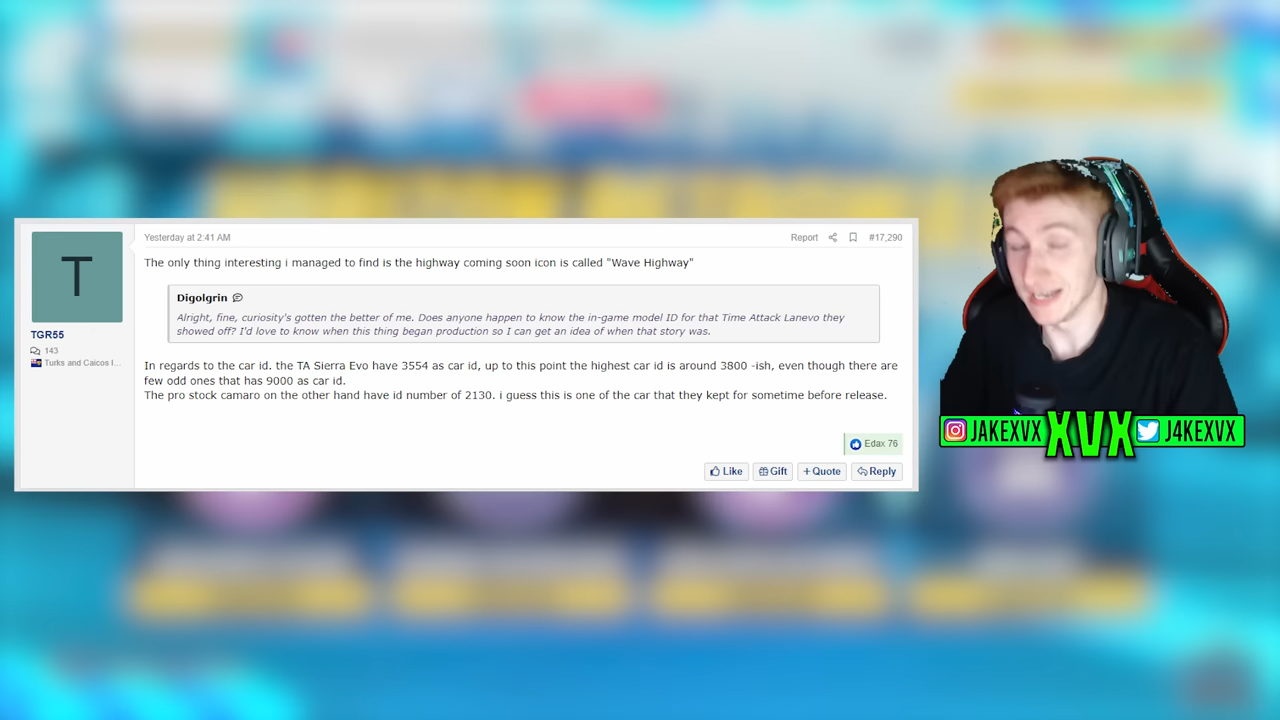 Yesterday at 2:41 AM
Report
#17,290
T
TGR55
143
Turks and Caicos I...
The only thing interesting i managed to find is the highway coming soon icon is called "Wave Highway"
Digolgrin
Alright, fine, curiosity's gotten the better of me. Does anyone happen to know the in-game model ID for that Time Attack Lanevo they
showed off? I'd love to know when this thing began production so I can get an idea of when that story was.
In regards to the car id. the TA Sierra Evo have 3554 as car id, up to this point the highest car id is around 3800 -ish, even though there are
few odd ones that has 9000 as car id.
The pro stock camaro on the other hand have id number of 2130. i guess this is one of the car that they kept for sometime before release.
Edax 76
Like
Gift
+ Quote
Reply
JAKEXVX
XVX
J4KEXVX